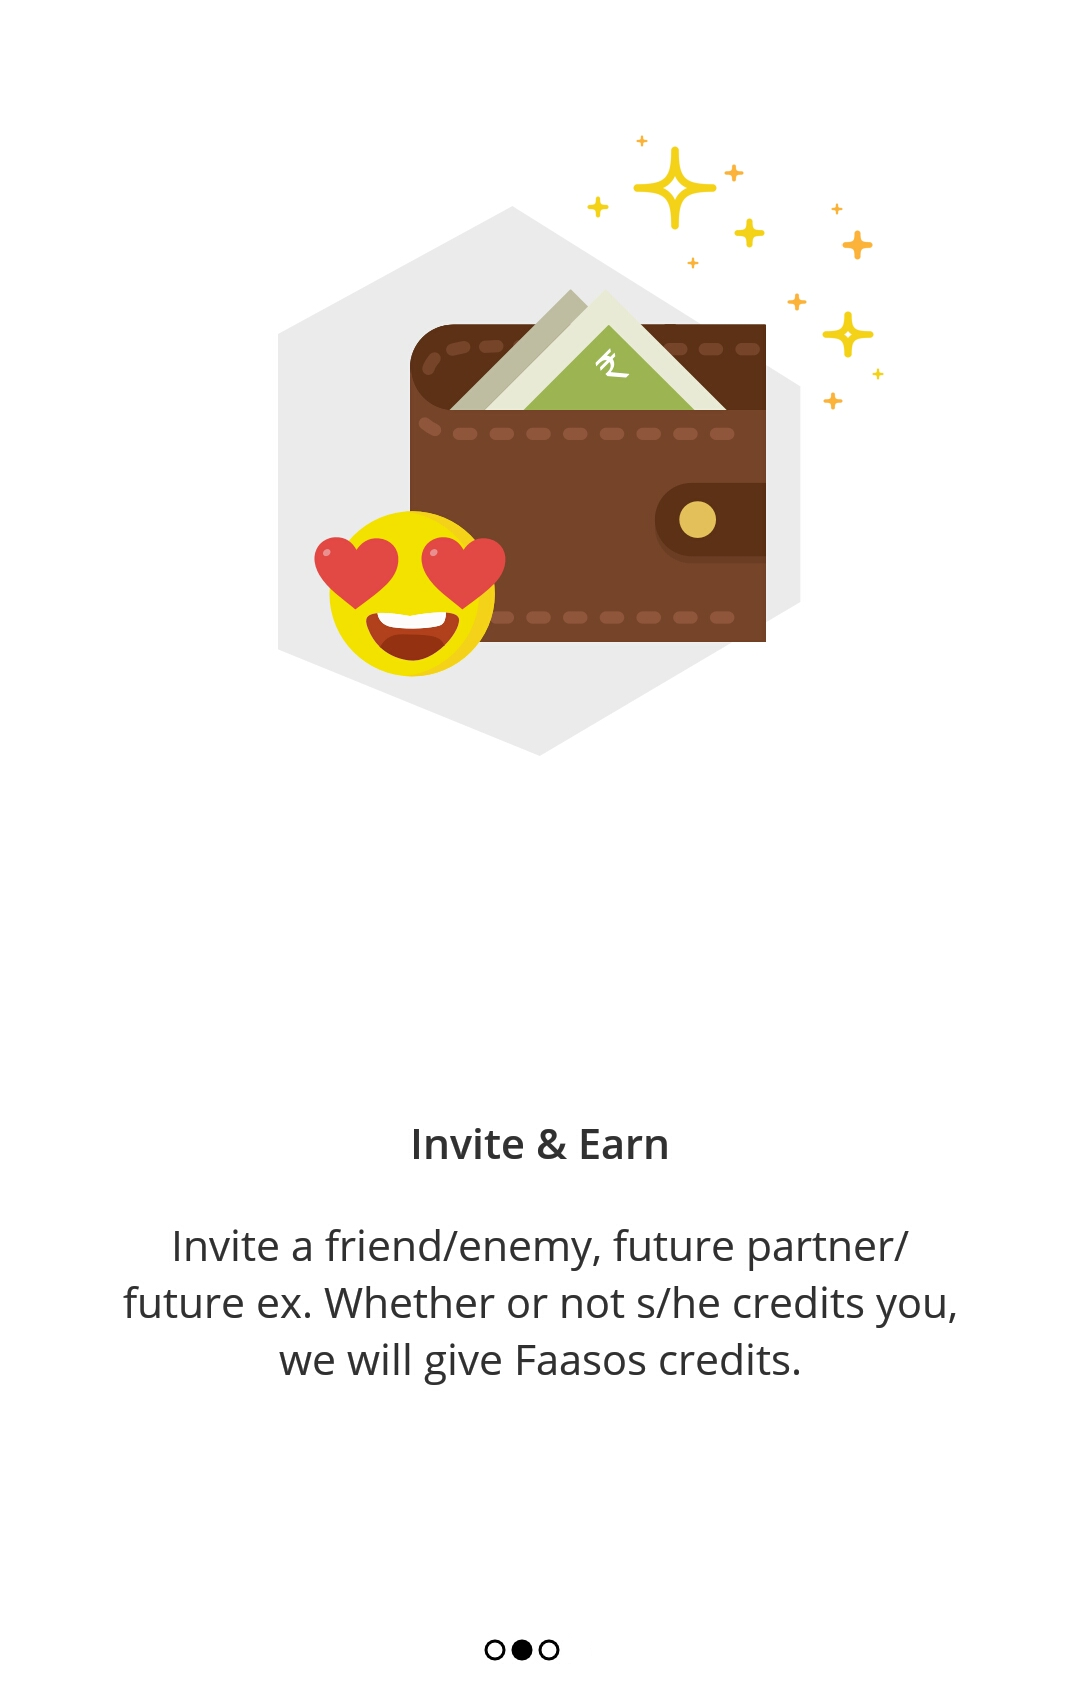 ₹
Invite & Earn
Invite a friend/enemy, future partner/
future ex. Whether or not s/he credits you,
we will give Faasos credits.